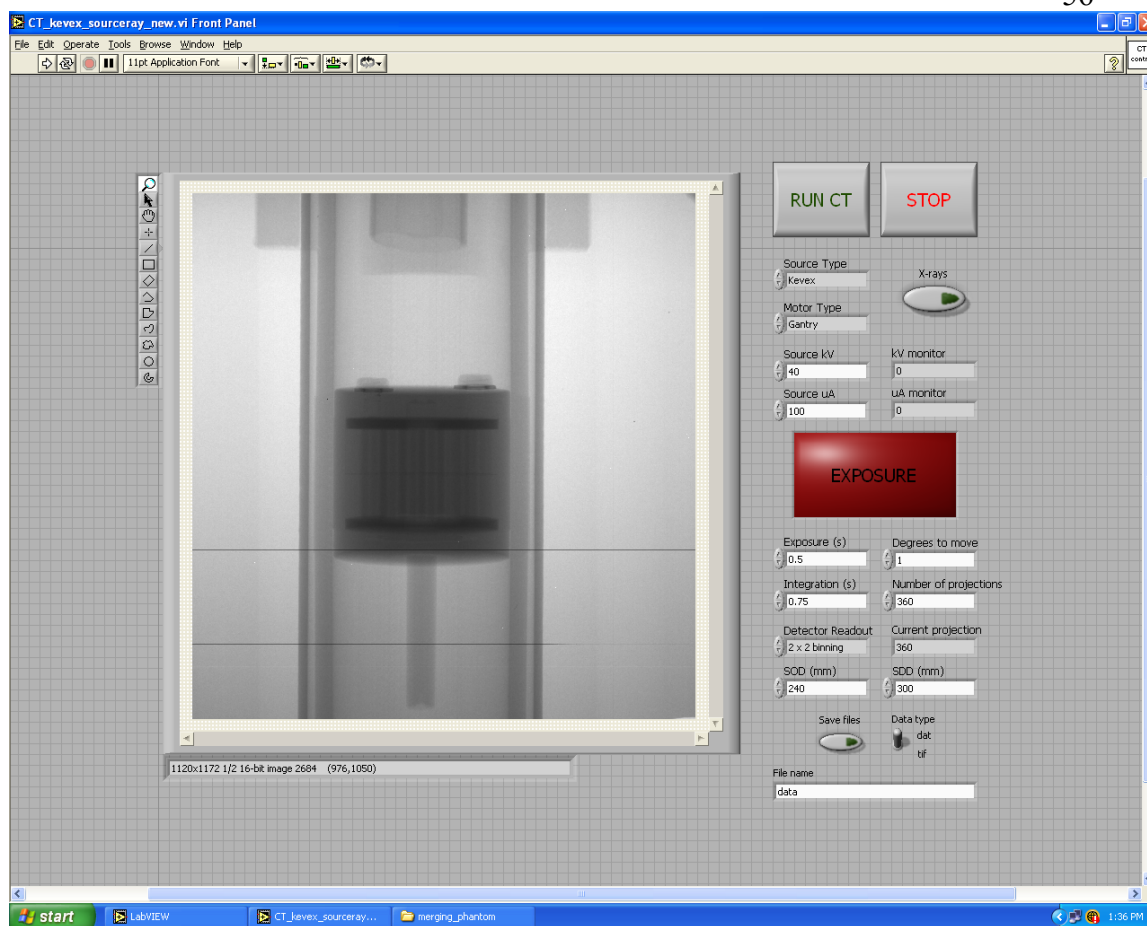 CT_kevex_sourceray_new.vi Front Panel
File Edit Operate Tools Browse Window Help
11pt Application Font
CT
RUN CT
STOP
Source Type
Kevex
X-rays
Motor Type
Gantry
Source kV
kV monitor
40
0
Source uA
uA monitor
100
0
EXPOSURE
Exposure (s)
Degrees to move
0.5
1
Integration (s)
Number of projections
0.75
360
Detector Readout
Current projection
2 x 2 binning
360
SOD (mm)
SDD (mm)
240
300
Save files
Data type
dat
tif
1120x1172 1/2 16-bit image 2684 (976,1050)
File name
data
start
LabVIEW
CT_kevex_sourceray...
merging_phantom
1:36 PM